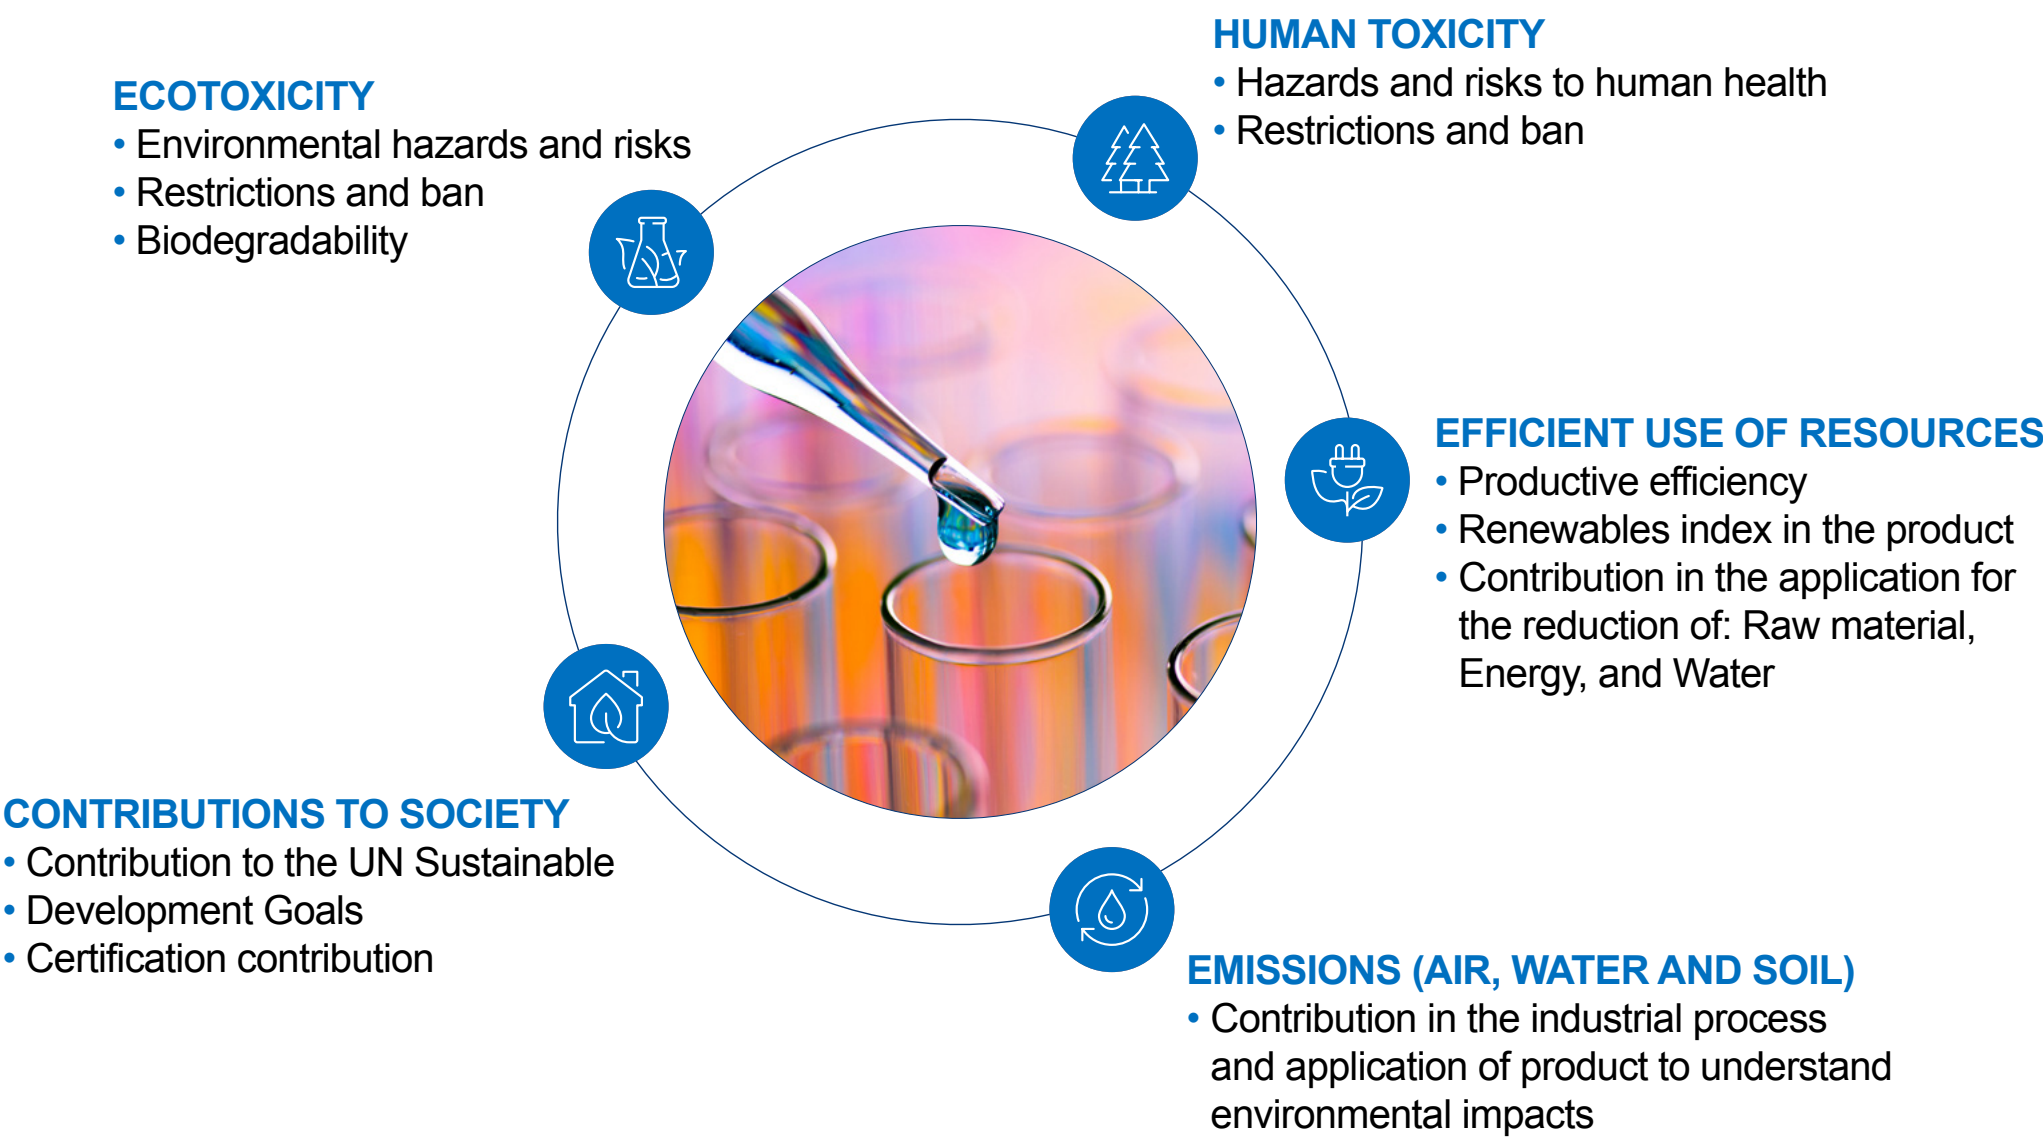 HUMAN TOXICITY
• Hazards and risks to human health
• Restrictions and ban
ECOTOXICITY
• Environmental hazards and risks
• Restrictions and ban
• Biodegradability
EFFICIENT USE OF RESOURCES
• Productive efficiency
• Renewables index in the product
• Contribution in the application for
the reduction of: Raw material,
Energy, and Water
CONTRIBUTIONS TO SOCIETY
• Contribution to the UN Sustainable
• Development Goals
• Certification contribution
EMISSIONS (AIR, WATER AND SOIL)
• Contribution in the industrial process
and application of product to understand
environmental impacts